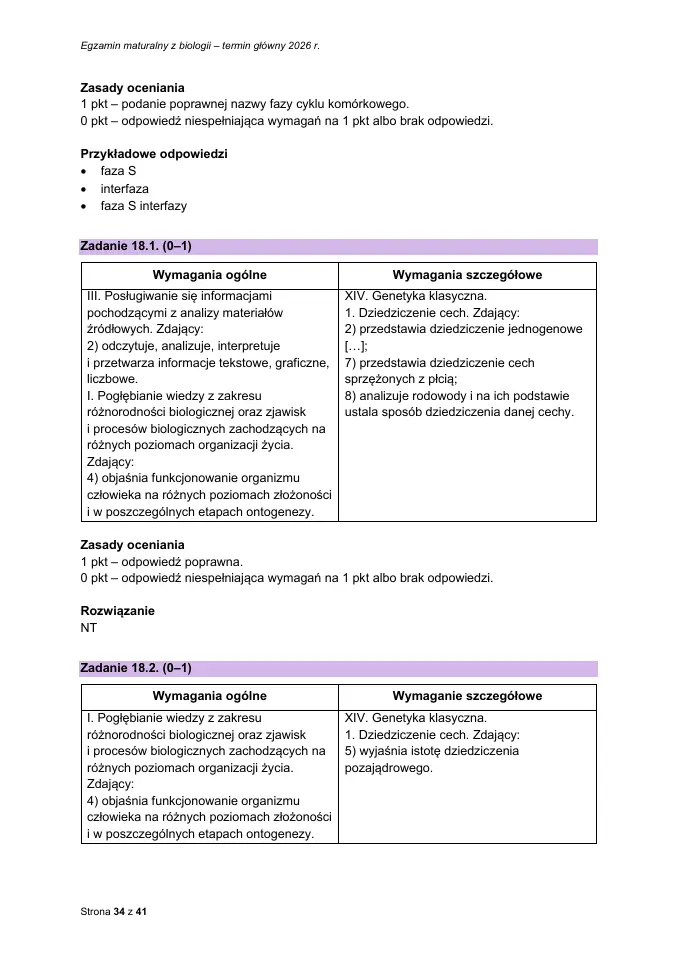 Egzamin maturalny z biologii – termin główny 2026 r.
Zasady oceniania
1 pkt – podanie poprawnej nazwy fazy cyklu komórkowego.
0 pkt – odpowiedź niespełniająca wymagań na 1 pkt albo brak odpowiedzi.
Przykładowe odpowiedzi
• faza S
• interfaza
• faza S interfazy
Zadanie 18.1. (0–1)
Wymagania ogólne
III. Posługiwanie się informacjami
pochodzącymi z analizy materiałów
źródłowych. Zdający:
2) odczytuje, analizuje, interpretuje
i przetwarza informacje tekstowe, graficzne,
liczbowe.
I. Pogłębianie wiedzy z zakresu
różnorodności biologicznej oraz zjawisk
i procesów biologicznych zachodzących na
różnych poziomach organizacji życia.
Zdający:
4) objaśnia funkcjonowanie organizmu
człowieka na różnych poziomach złożoności
i w poszczególnych etapach ontogenezy.
Wymagania szczegółowe
XIV. Genetyka klasyczna.
1. Dziedziczenie cech. Zdający:
2) przedstawia dziedziczenie jednogenowe
[…];
7) przedstawia dziedziczenie cech
sprzężonych z płcią;
8) analizuje rodowody i na ich podstawie
ustala sposób dziedziczenia danej cechy.
Zasady oceniania
1 pkt – odpowiedź poprawna.
0 pkt – odpowiedź niespełniająca wymagań na 1 pkt albo brak odpowiedzi.
Rozwiązanie
NT
Zadanie 18.2. (0–1)
Wymagania ogólne
I. Pogłębianie wiedzy z zakresu
różnorodności biologicznej oraz zjawisk
i procesów biologicznych zachodzących na
różnych poziomach organizacji życia.
Zdający:
4) objaśnia funkcjonowanie organizmu
człowieka na różnych poziomach złożoności
i w poszczególnych etapach ontogenezy.
Wymaganie szczegółowe
XIV. Genetyka klasyczna.
1. Dziedziczenie cech. Zdający:
5) wyjaśnia istotę dziedziczenia
pozajądrowego.
Strona 34 z 41